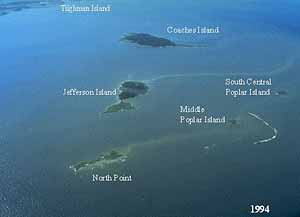 Tilghman Island
Coaches Island
Jefferson Island
South Central
Poplar Island
Middle
Poplar Island
North Point
1994